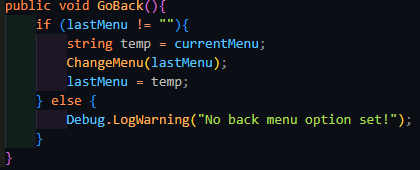 public void GoBack(){
    if (lastMenu != ""){
        string temp = currentMenu;
        ChangeMenu(lastMenu);
        lastMenu = temp;
    } else {
        Debug.LogWarning("No back menu option set!");
    }
}